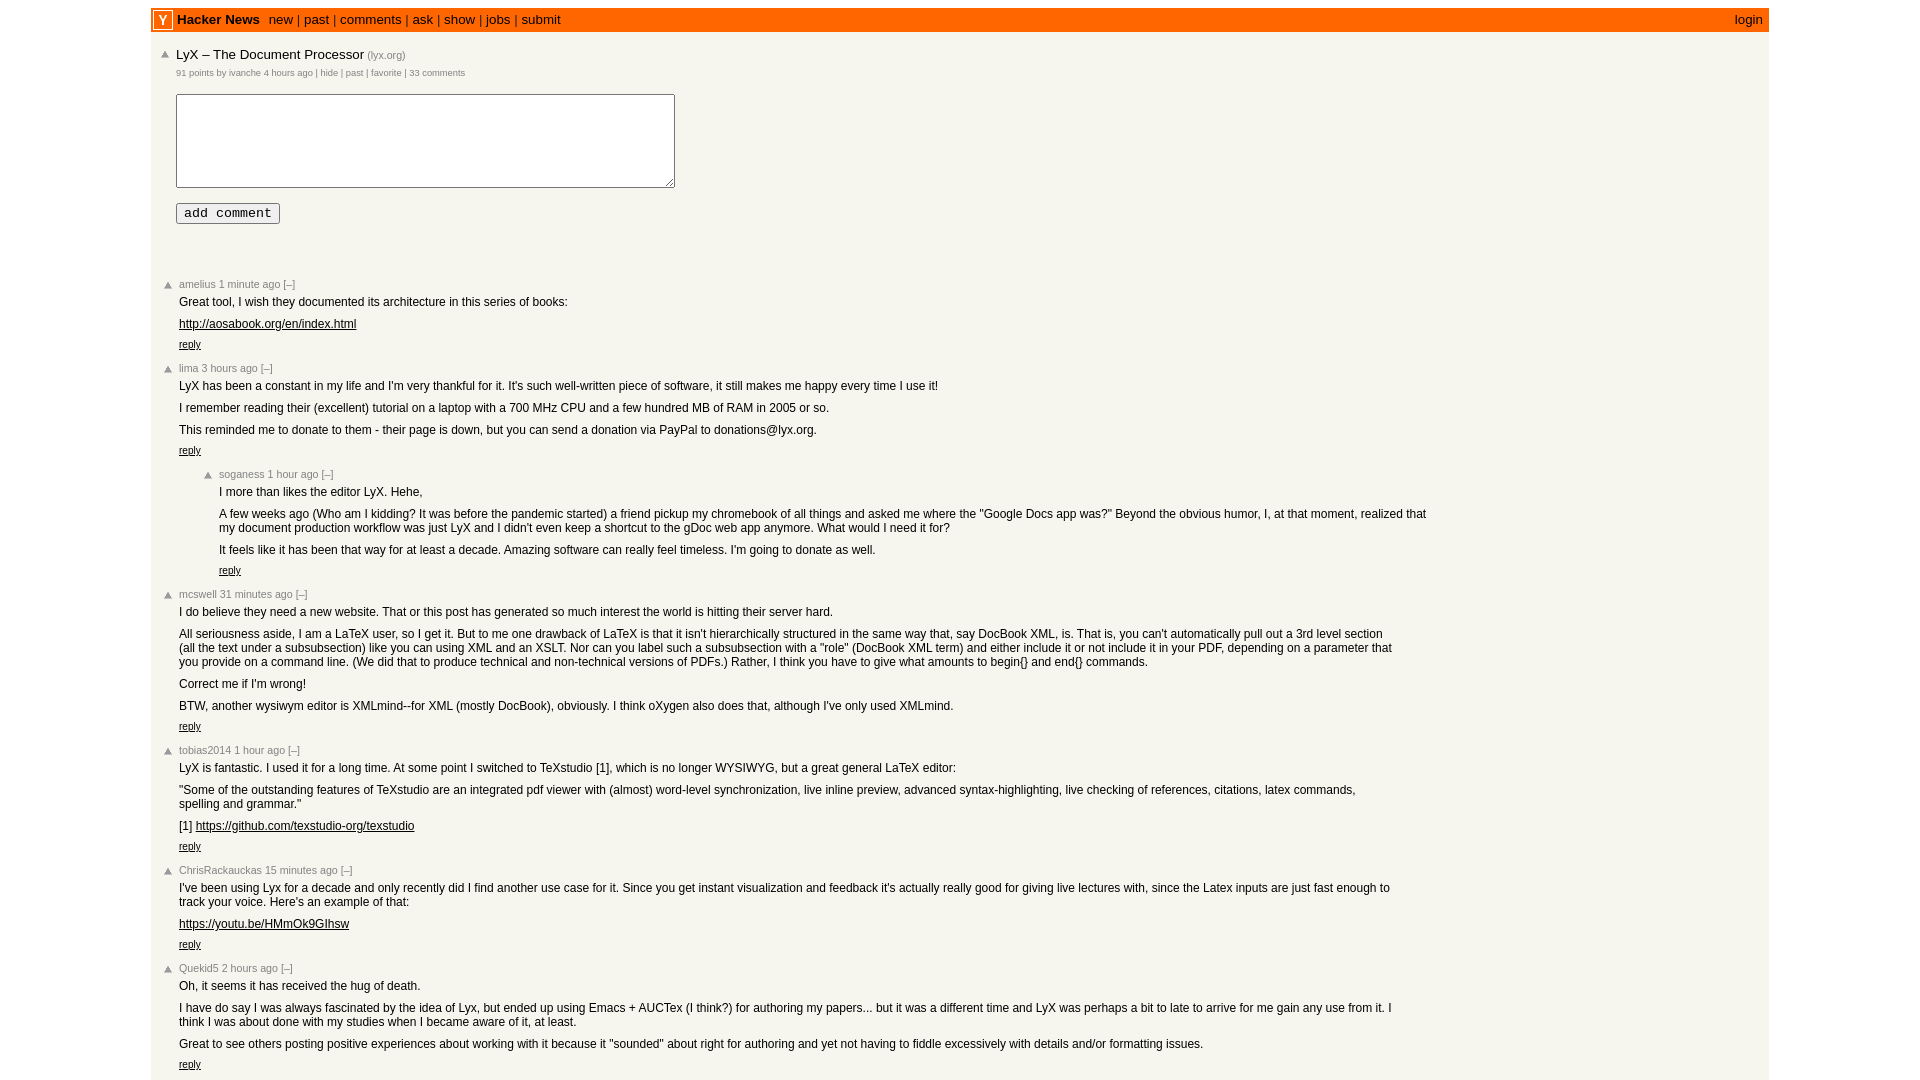 Y Hacker News new | past | comments | ask | show | jobs | submit login
LyX – The Document Processor (lyx.org)
91 points by ivanche 4 hours ago | hide | past | favorite | 33 comments
add comment
amelius 1 minute ago [–]
Great tool, I wish they documented its architecture in this series of books:
http://aosabook.org/en/index.html
reply
lima 3 hours ago [–]
LyX has been a constant in my life and I'm very thankful for it. It's such well-written piece of software, it still makes me happy every time I use it!
I remember reading their (excellent) tutorial on a laptop with a 700 MHz CPU and a few hundred MB of RAM in 2005 or so.
This reminded me to donate to them - their page is down, but you can send a donation via PayPal to donations@lyx.org.
reply
soganess 1 hour ago [–]
I more than likes the editor LyX. Hehe,
A few weeks ago (Who am I kidding? It was before the pandemic started) a friend pickup my chromebook of all things and asked me where the "Google Docs app was?" Beyond the obvious humor, I, at that moment, realized that
my document production workflow was just LyX and I didn't even keep a shortcut to the gDoc web app anymore. What would I need it for?
It feels like it has been that way for at least a decade. Amazing software can really feel timeless. I'm going to donate as well.
reply
mcswell 31 minutes ago [–]
I do believe they need a new website. That or this post has generated so much interest the world is hitting their server hard.
All seriousness aside, I am a LaTeX user, so I get it. But to me one drawback of LaTeX is that it isn't hierarchically structured in the same way that, say DocBook XML, is. That is, you can't automatically pull out a 3rd level section
(all the text under a subsubsection) like you can using XML and an XSLT. Nor can you label such a subsubsection with a "role" (DocBook XML term) and either include it or not include it in your PDF, depending on a parameter that
you provide on a command line. (We did that to produce technical and non-technical versions of PDFs.) Rather, I think you have to give what amounts to begin{} and end{} commands.
Correct me if I'm wrong!
BTW, another wysiwym editor is XMLmind--for XML (mostly DocBook), obviously. I think oXygen also does that, although I've only used XMLmind.
reply
tobias2014 1 hour ago [–]
LyX is fantastic. I used it for a long time. At some point I switched to TeXstudio [1], which is no longer WYSIWYG, but a great general LaTeX editor:
"Some of the outstanding features of TeXstudio are an integrated pdf viewer with (almost) word-level synchronization, live inline preview, advanced syntax-highlighting, live checking of references, citations, latex commands,
spelling and grammar."
[1] https://github.com/texstudio-org/texstudio
reply
ChrisRackauckas 15 minutes ago [–]
I've been using Lyx for a decade and only recently did I find another use case for it. Since you get instant visualization and feedback it's actually really good for giving live lectures with, since the Latex inputs are just fast enough to
track your voice. Here's an example of that:
https://youtu.be/HMmOk9GIhsw
reply
Quekid5 2 hours ago [–]
Oh, it seems it has received the hug of death.
I have do say I was always fascinated by the idea of Lyx, but ended up using Emacs + AUCTex (I think?) for authoring my papers... but it was a different time and LyX was perhaps a bit to late to arrive for me gain any use from it. I
think I was about done with my studies when I became aware of it, at least.
Great to see others posting positive experiences about working with it because it "sounded" about right for authoring and yet not having to fiddle excessively with details and/or formatting issues.
reply